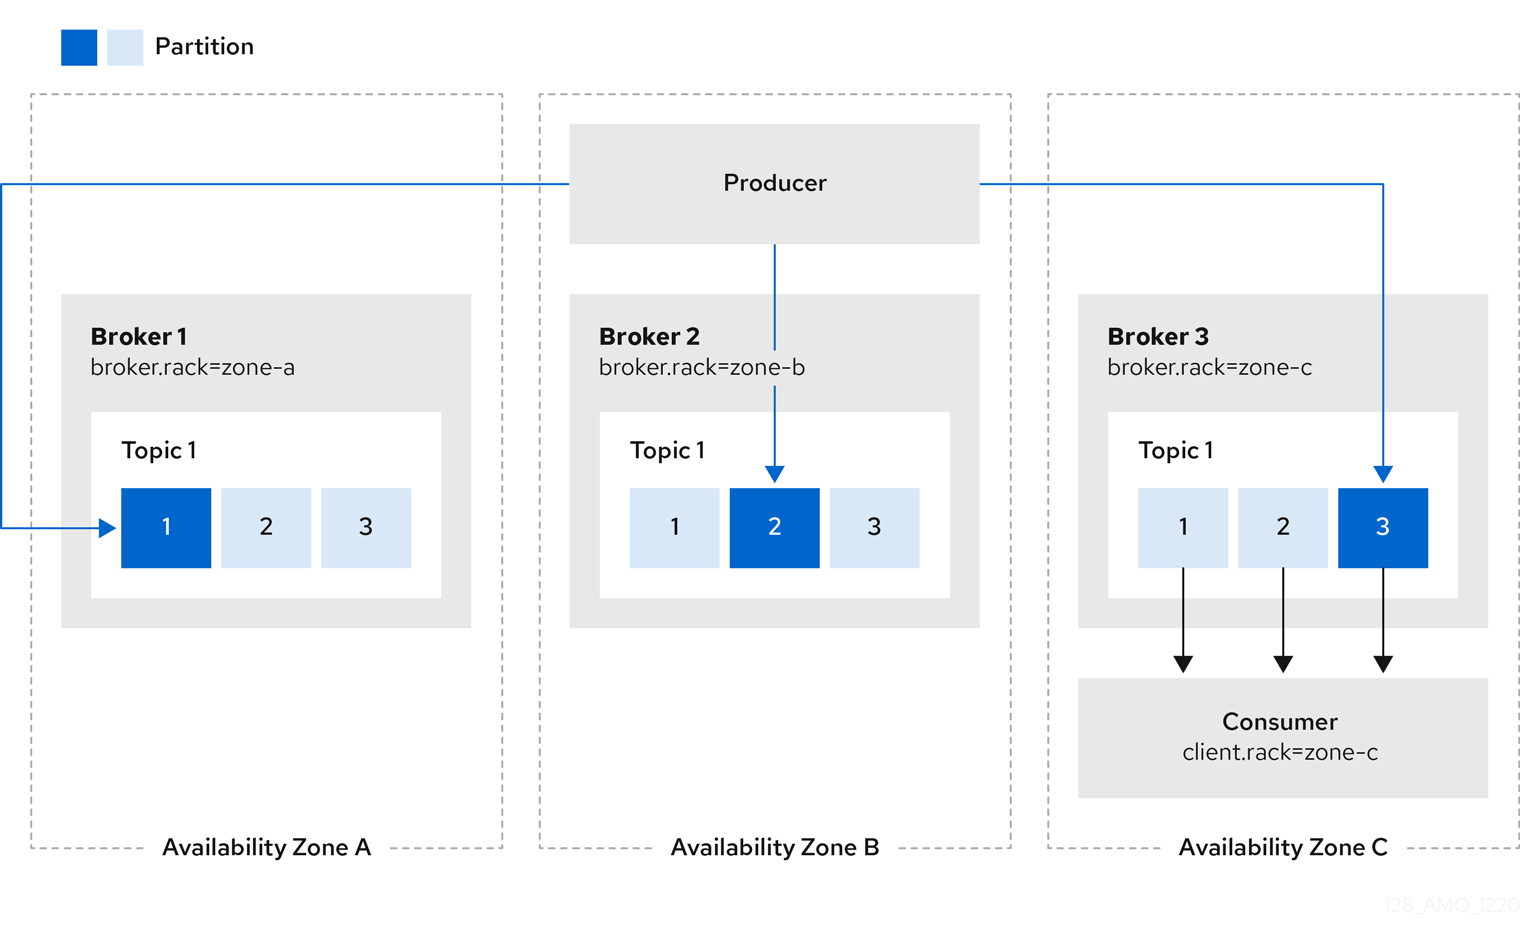 Partition
Producer
Broker 1
broker.rack=zone-a
Topic 1
1
2
3
Broker 2
broker.rack=zone-b
Topic 1
1
2
3
Broker 3
broker.rack=zone-c
Topic 1
1
2
3
Consumer
client.rack=zone-c
Availability Zone A
Availability Zone B
Availability Zone C
128_AMQ_1220